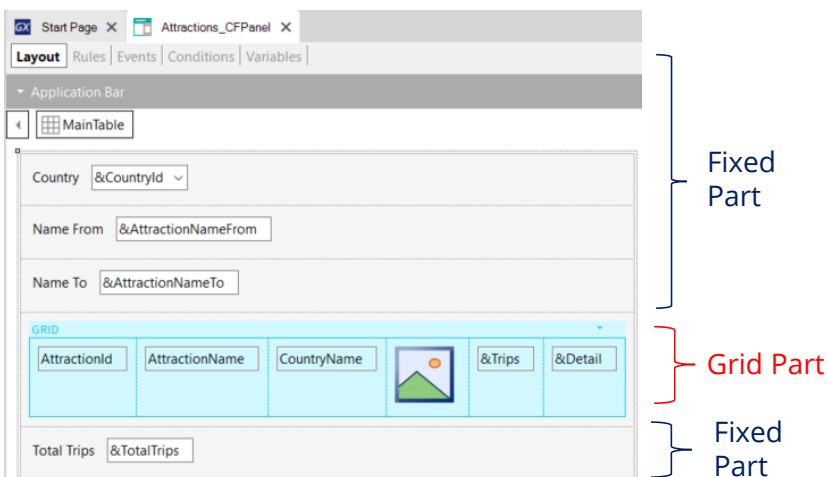 GX Start Page X Attractions_CFPanel X
Layout Rules Events Conditions Variables
Application Bar
MainTable
Country &CountryId
Name From &AttractionNameFrom
Name To &AttractionNameTo
Fixed
Part
GRID
AttractionId AttractionName CountryName &Trips &Detail
Grid Part
Total Trips &TotalTrips
Fixed
Part